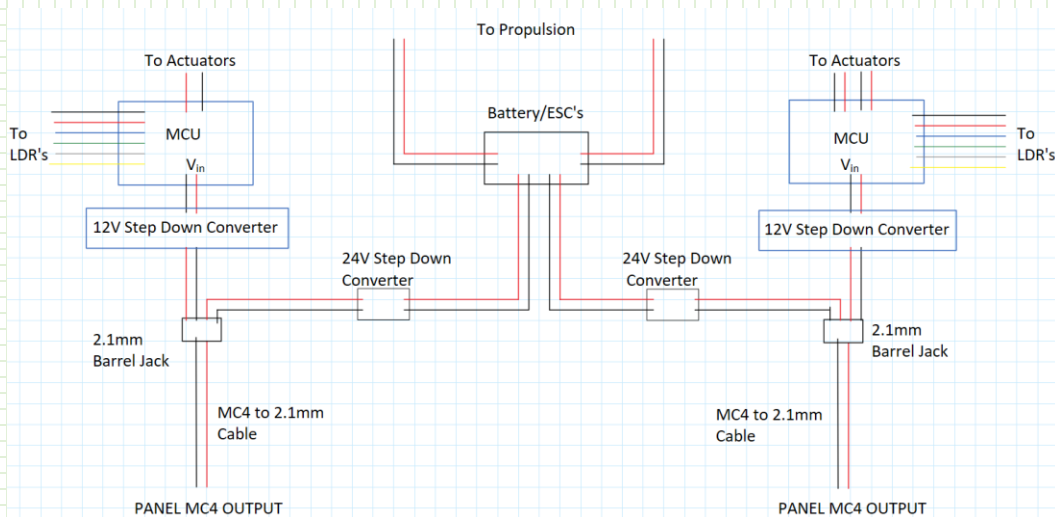 To Propulsion
To Actuators
To Actuators
Battery/ESC's
MCU
MCU
To
LDR's
To
LDR's
Vin
Vin
12V Step Down Converter
12V Step Down Converter
24V Step Down
Converter
24V Step Down
Converter
2.1mm
Barrel Jack
2.1mm
Barrel Jack
MC4 to 2.1mm
Cable
MC4 to 2.1mm
Cable
PANEL MC4 OUTPUT
PANEL MC4 OUTPUT